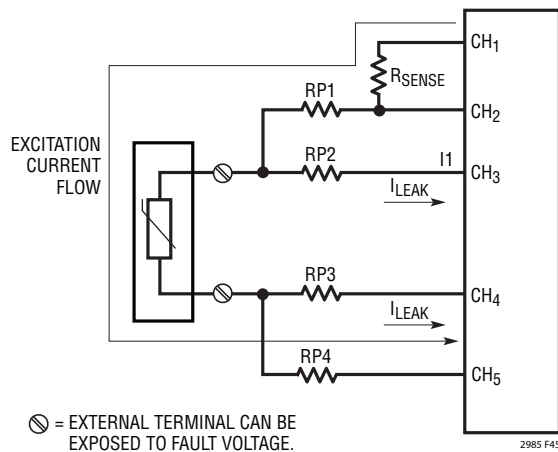 CH1
RSENSE
RP1
CH2
EXCITATION
CURRENT
FLOW
RP2
I1
CH3
ILEAK
RP3
CH4
ILEAK
RP4
CH5
= EXTERNAL TERMINAL CAN BE
EXPOSED TO FAULT VOLTAGE.
2985 F45